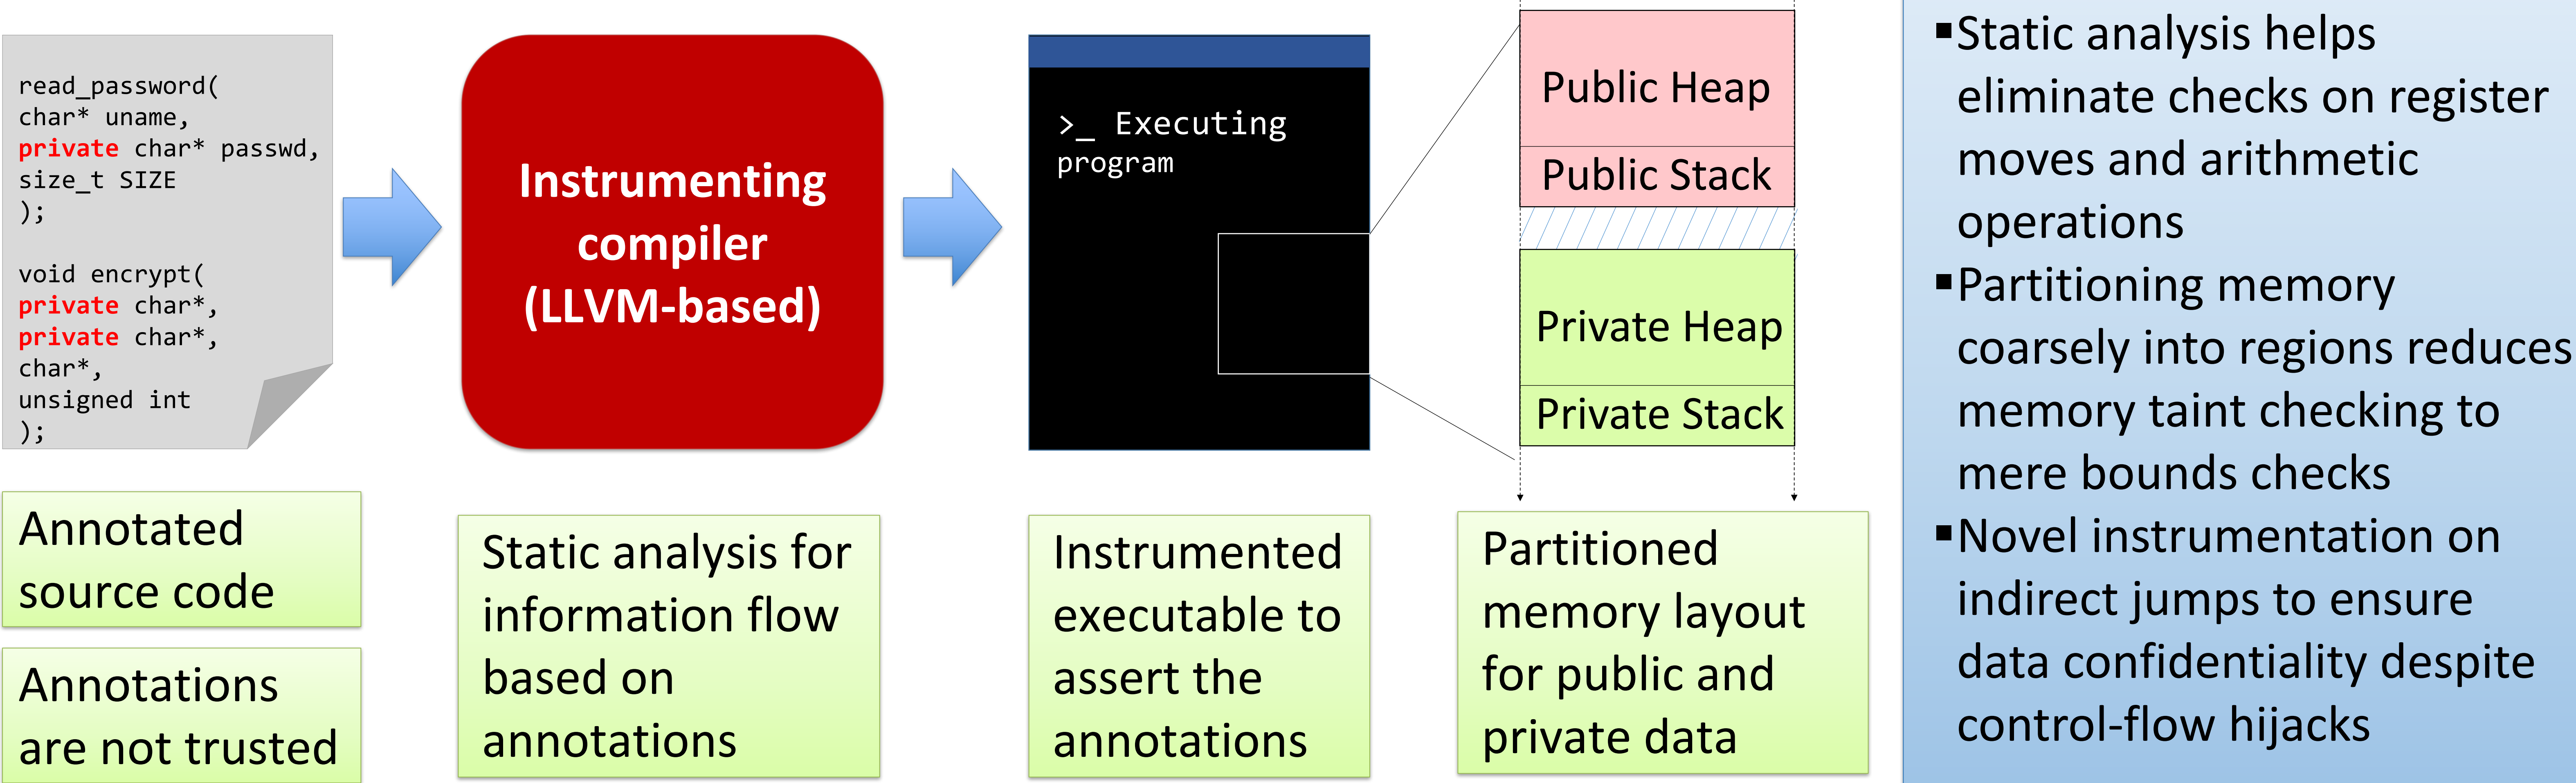 read_password(
char* uname,
private char* passwd,
size_t SIZE
);
void encrypt(
private char*,
private char*,
char*,
unsigned int
);
Instrumenting
compiler
(LLVM-based)
>_ Executing
program
Public Heap
Public Stack
Private Heap
Private Stack
Annotated
source code
Annotations
are not trusted
Static analysis for
information flow
based on
annotations
Instrumented
executable to
assert the
annotations
Partitioned
memory layout
for public and
private data
▪Static analysis helps
eliminate checks on register
moves and arithmetic
operations
▪Partitioning memory
coarsely into regions reduces
memory taint checking to
mere bounds checks
▪Novel instrumentation on
indirect jumps to ensure
data confidentiality despite
control-flow hijacks